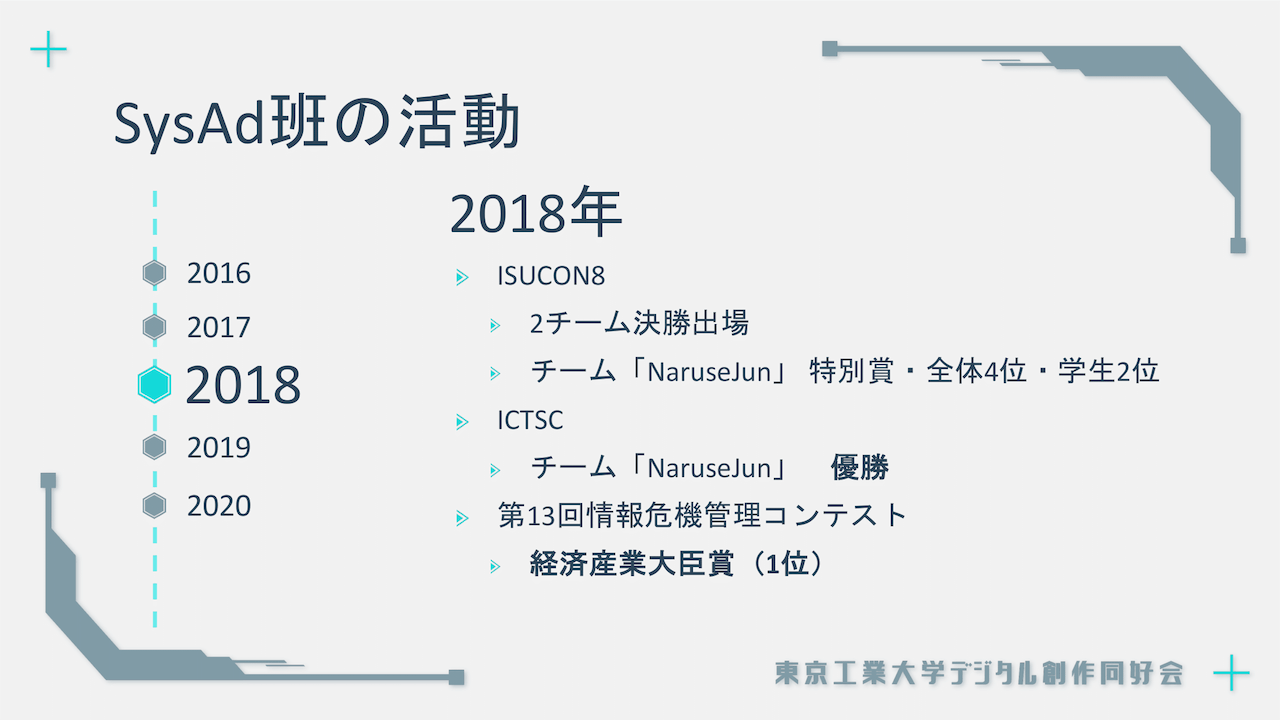 SysAd班の活動
2016
2017
2018
2019
2020
2018年
ISUCON8
2チーム決勝出場
チーム「NaruseJun」 特別賞・全体4位・学生2位
ICTSC
チーム「NaruseJun」 優勝
第13回情報危機管理コンテスト
経済産業大臣賞（1位）
東京工業大学デジタル創作同好会